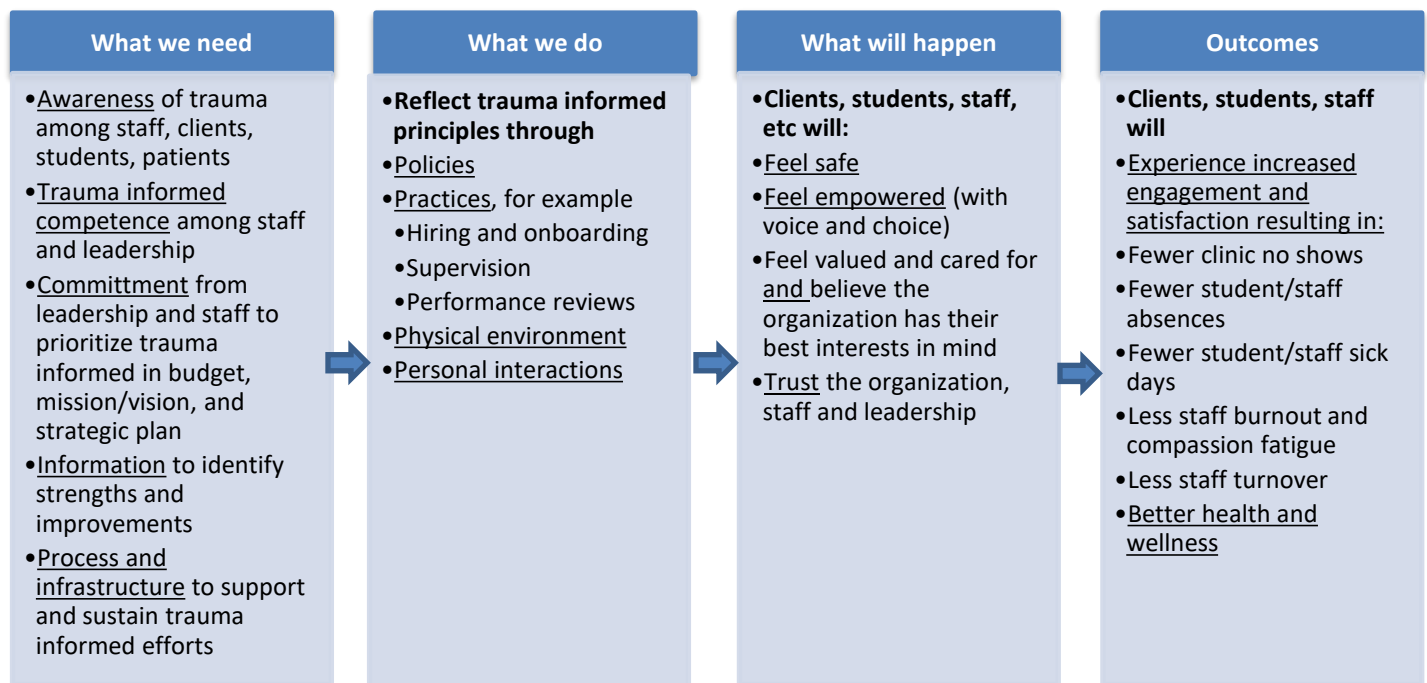 What we need
•Awareness of trauma
among staff, clients,
students, patients
•Trauma informed
competence among staff
and leadership
•Committment from
leadership and staff to
prioritize trauma
informed in budget,
mission/vision, and
strategic plan
•Information to identify
strengths and
improvements
•Process and
infrastructure to support
and sustain trauma
informed efforts
What we do
•Reflect trauma informed
principles through
•Policies
•Practices, for example
•Hiring and onboarding
•Supervision
•Performance reviews
•Physical environment
•Personal interactions
What will happen
•Clients, students, staff,
etc will:
•Feel safe
•Feel empowered (with
voice and choice)
•Feel valued and cared for
and believe the
organization has their
best interests in mind
•Trust the organization,
staff and leadership
Outcomes
•Clients, students, staff
will
•Experience increased
engagement and
satisfaction resulting in:
•Fewer clinic no shows
•Fewer student/staff
absences
•Fewer student/staff sick
days
•Less staff burnout and
compassion fatigue
•Less staff turnover
•Better health and
wellness